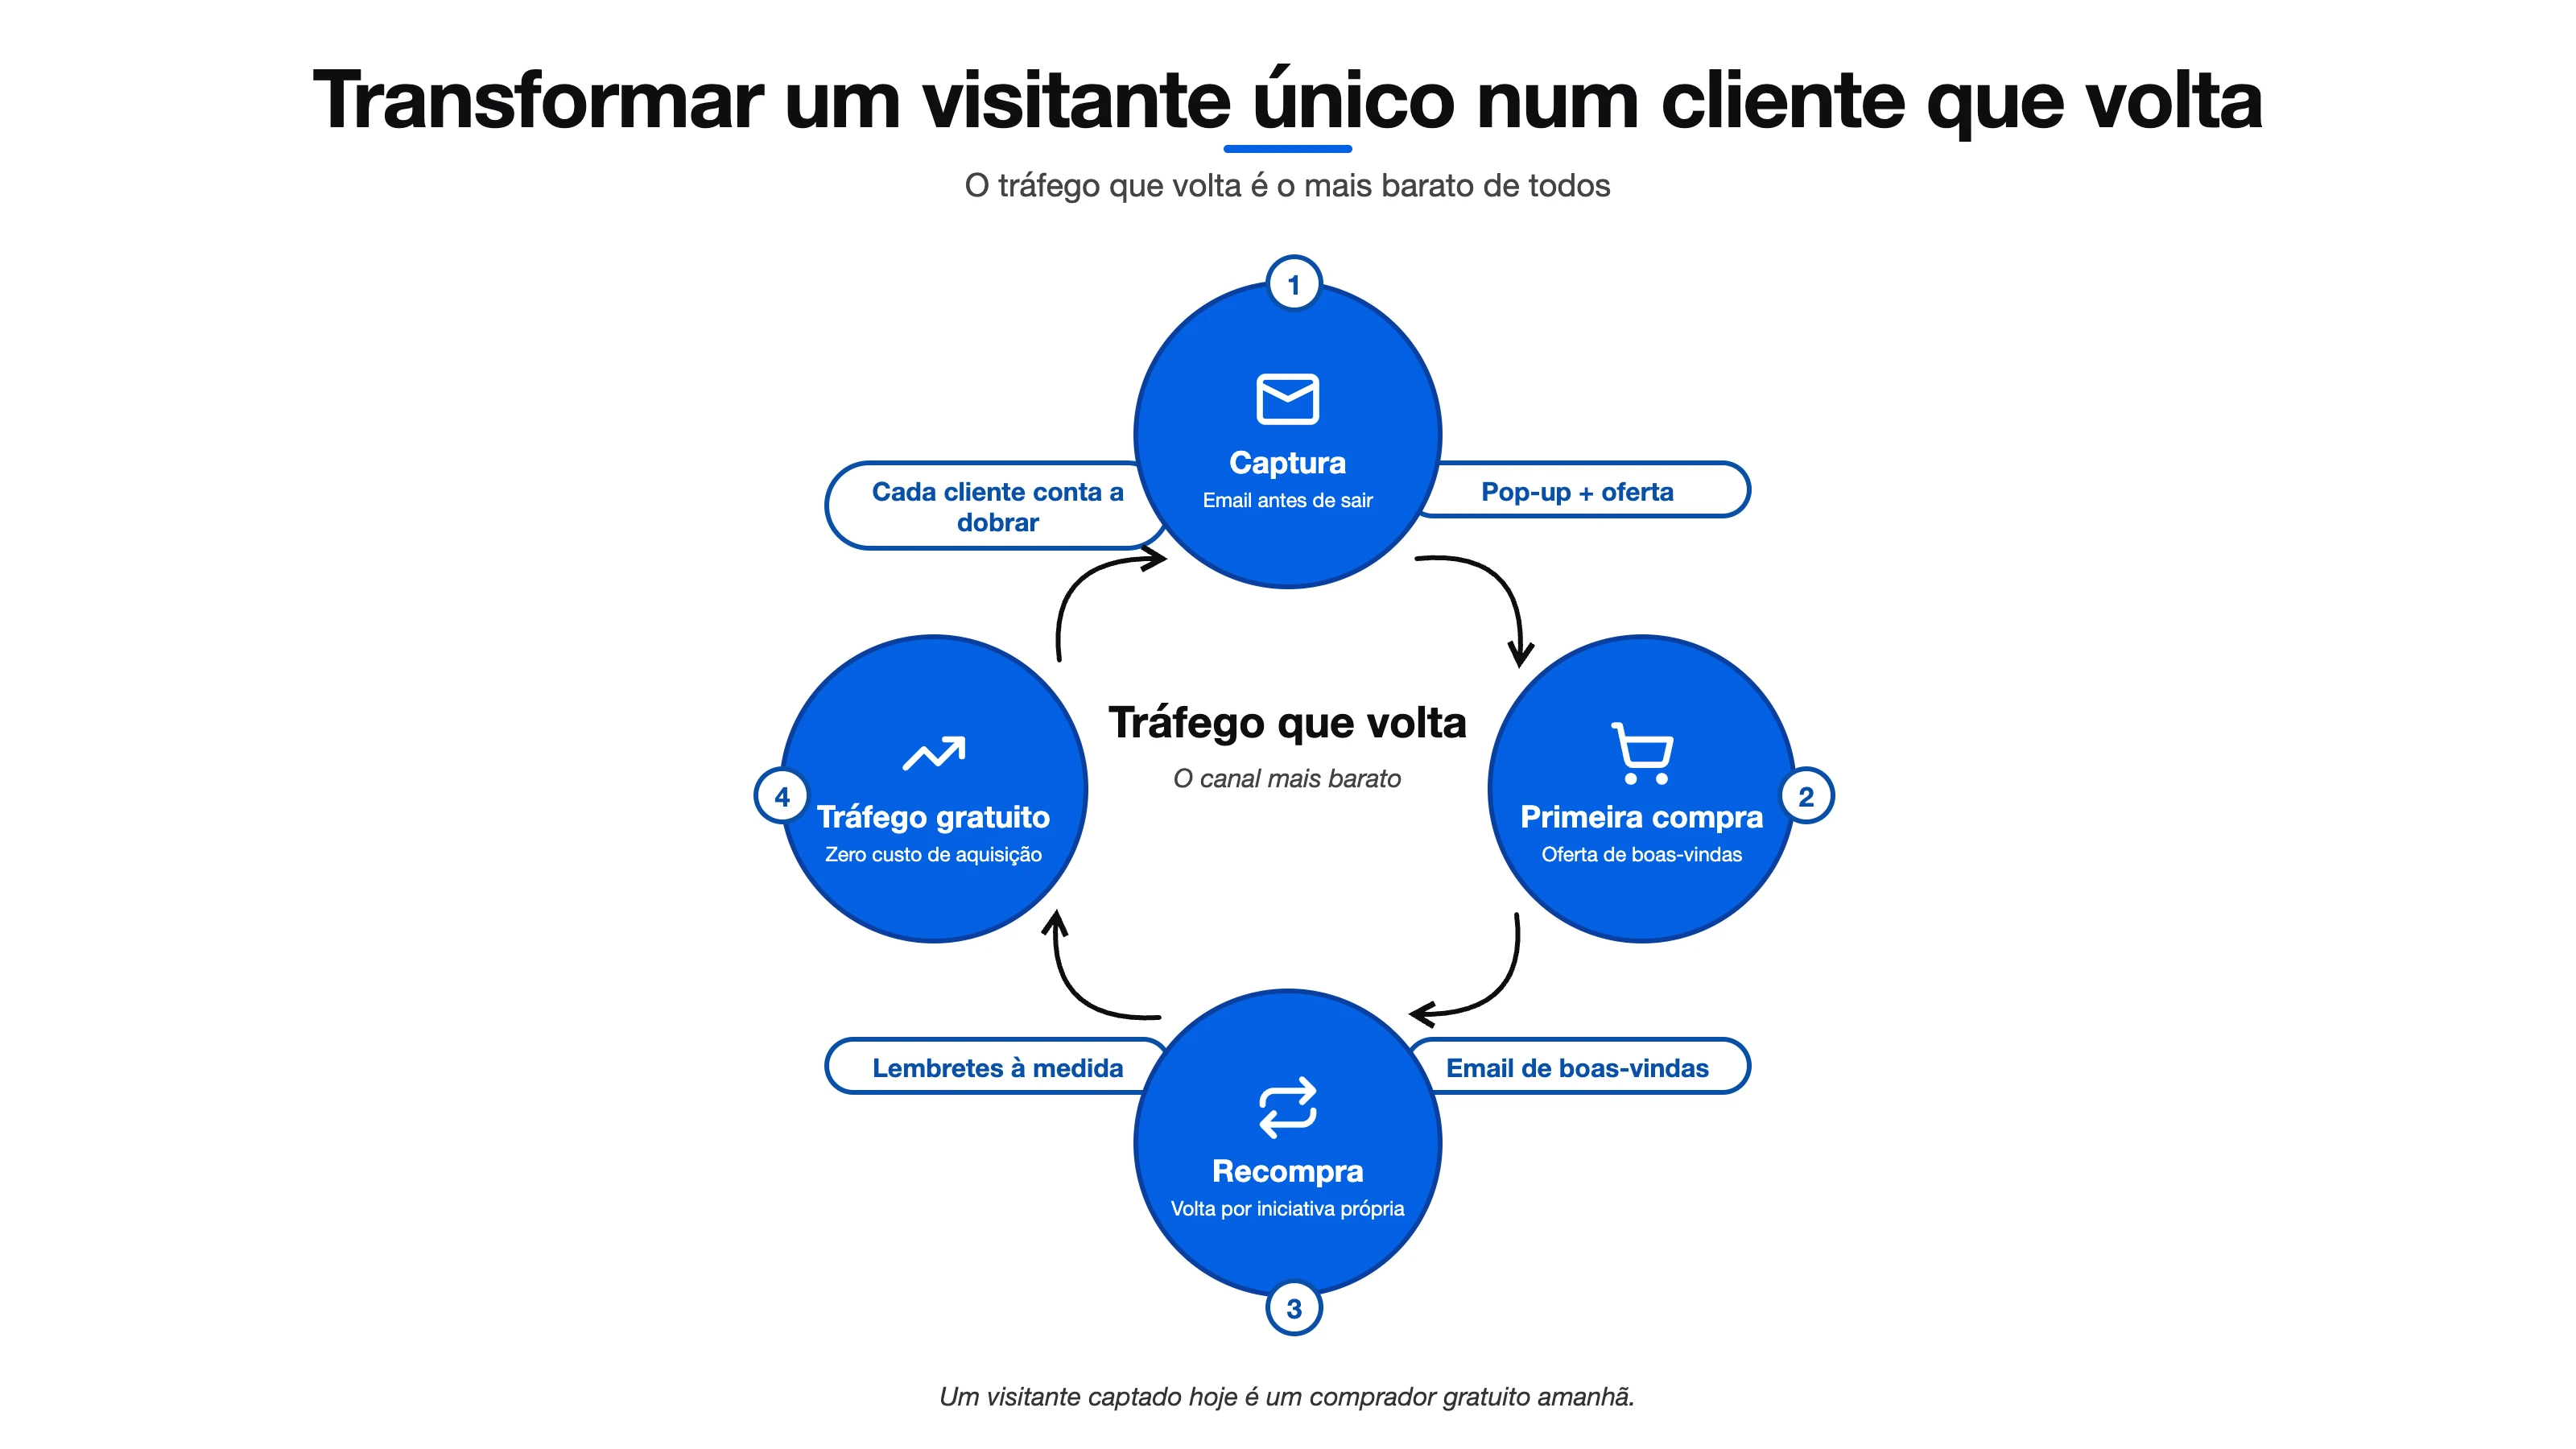 Transformar um visitante único num cliente que volta
O tráfego que volta é o mais barato de todos
1
Captura
Email antes de sair
Cada cliente conta a
dobrar
Pop-up + oferta
Tráfego que volta
O canal mais barato
4
Tráfego gratuito
Zero custo de aquisição
2
Primeira compra
Oferta de boas-vindas
Lembretes à medida
Email de boas-vindas
Recompra
Volta por iniciativa própria
3
Um visitante captado hoje é um comprador gratuito amanhã.